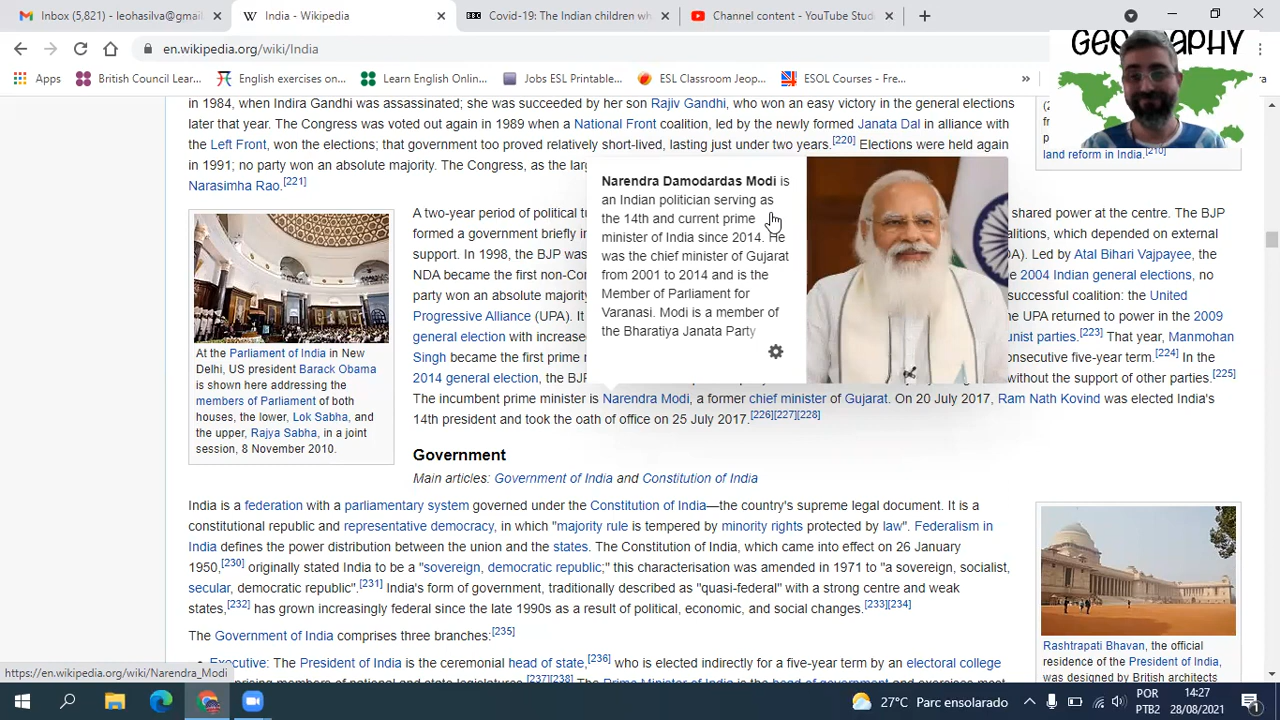 Inbox (5,821) - leohasilva@gmail.
India - Wikipedia
Covid-19: The Indian children wh
Channel content - YouTube Studi
en.wikipedia.org/wiki/India
GEOGRAPHY
Apps
British Council Lear...
English exercises on...
Learn English Onlin...
Jobs ESL Printable...
ESL Classroom Jeop...
ESOL Courses - Fre...
»
in 1984, when Indira Gandhi was assassinated; she was succeeded by her son Rajiv Gandhi, who won an easy victory in the general elections
later that year. The Congress was voted out again in 1989 when a National Front coalition, led by the newly formed Janata Dal in alliance with
the Left Front, won the elections; that government too proved relatively short-lived, lasting just under two years.[220] Elections were held again
in 1991; no party won an absolute majority. The Congress, as the lar
Narasimha Rao.[221]
land reform in India.[210]
Narendra Damodardas Modi is
an Indian politician serving as
the 14th and current prime
minister of India since 2014. He
was the chief minister of Gujarat
from 2001 to 2014 and is the
Member of Parliament for
Varanasi. Modi is a member of
the Bharatiya Janata Party
A two-year period of political tu
shared power at the centre. The BJP
formed a government briefly in
alitions, which depended on external
support. In 1998, the BJP was
DA). Led by Atal Bihari Vajpayee, the
NDA became the first non-Con
2004 Indian general elections, no
party won an absolute majority
successful coalition: the United
Progressive Alliance (UPA). It
UPA returned to power in the 2009
general election with increased
unist parties.[223] That year, Manmohan
Singh became the first prime m
consecutive five-year term.[224] In the
2014 general election, the BJP
without the support of other parties.[225]
The incumbent prime minister is Narendra Modi, a former chief minister of Gujarat. On 20 July 2017, Ram Nath Kovind was elected India's
14th president and took the oath of office on 25 July 2017.[226][227][228]
At the Parliament of India in New
Delhi, US president Barack Obama
is shown here addressing the
members of Parliament of both
houses, the lower, Lok Sabha, and
the upper, Rajya Sabha, in a joint
session, 8 November 2010.
Government
Main articles: Government of India and Constitution of India
India is a federation with a parliamentary system governed under the Constitution of India—the country's supreme legal document. It is a
constitutional republic and representative democracy, in which "majority rule is tempered by minority rights protected by law". Federalism in
India defines the power distribution between the union and the states. The Constitution of India, which came into effect on 26 January
1950,[230] originally stated India to be a "sovereign, democratic republic;" this characterisation was amended in 1971 to "a sovereign, socialist,
secular, democratic republic".[231] India's form of government, traditionally described as "quasi-federal" with a strong centre and weak
states,[232] has grown increasingly federal since the late 1990s as a result of political, economic, and social changes.[233][234]
The Government of India comprises three branches:[235]
Executive: The President of India is the ceremonial head of state,[236] who is elected indirectly for a five-year term by an electoral college
Rashtrapati Bhavan, the official
residence of the President of India,
was designed by British architects
https://en.wikipedia.org/wiki/Narendra_Modi
27°C Parc ensolarado
POR
PTB2
14:27
28/08/2021
1